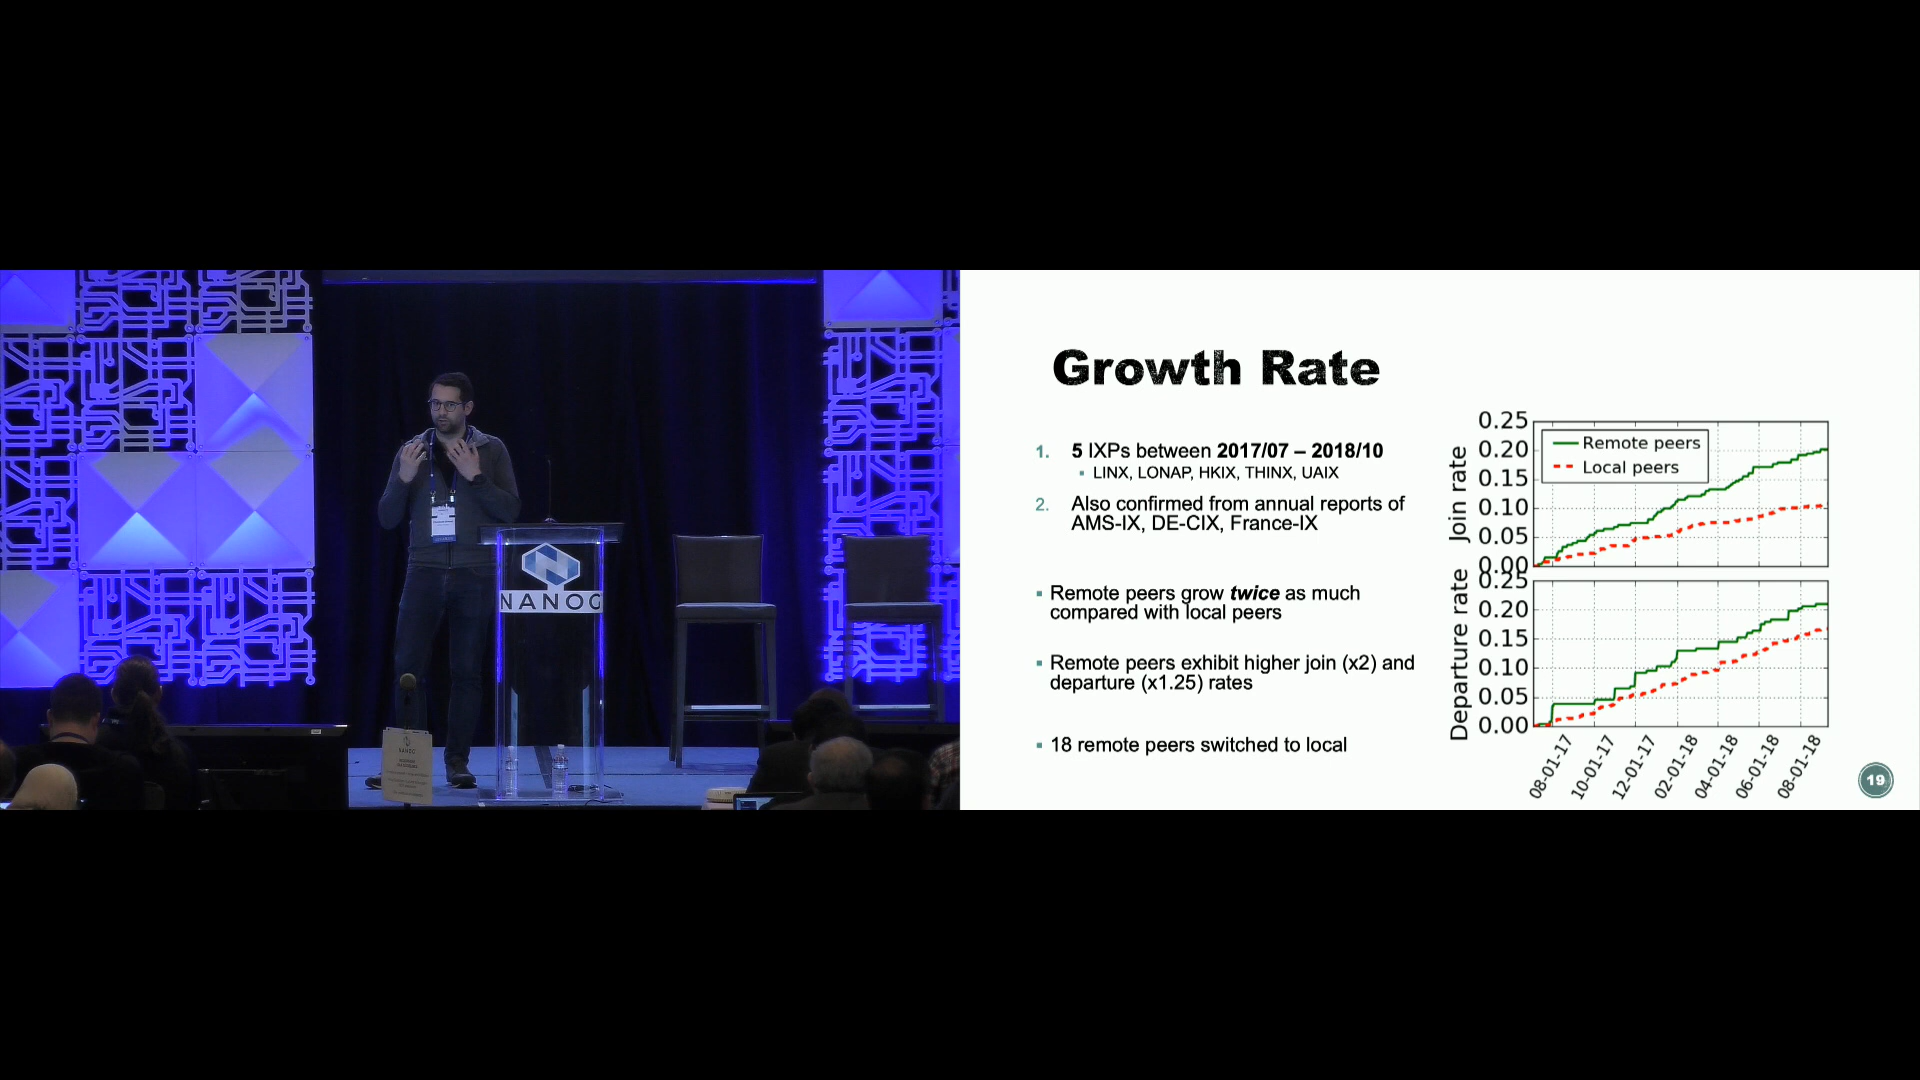 NANOG
Growth Rate
1. 5 IXPs between 2017/07 – 2018/10
▪ LINX, LONAP, HKIX, THINX, UAIX
2. Also confirmed from annual reports of
AMS-IX, DE-CIX, France-IX
▪ Remote peers grow twice as much
compared with local peers
▪ Remote peers exhibit higher join (x2) and
departure (x1.25) rates
▪ 18 remote peers switched to local
Join rate
0.25
0.20
0.15
0.10
0.05
0.00
Remote peers
Local peers
Departure rate
0.25
0.20
0.15
0.10
0.05
0.00
08-01-17
10-01-17
12-01-17
02-01-18
04-01-18
06-01-18
08-01-18
19